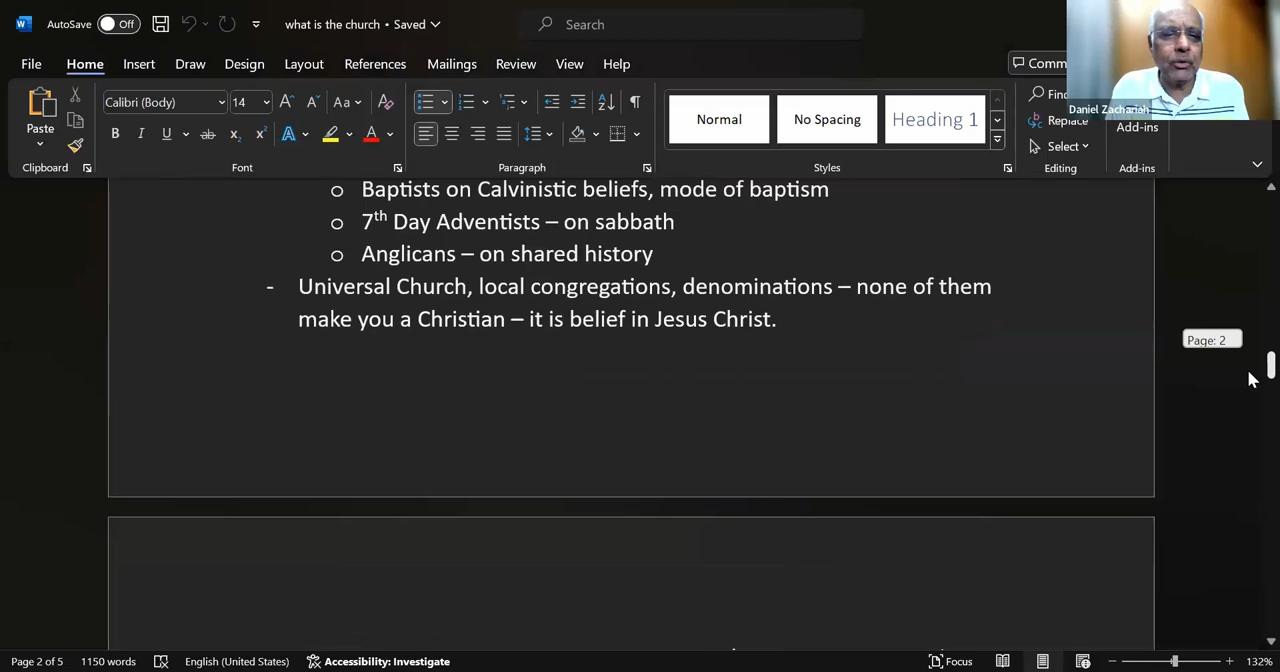 AutoSave Off what is the church • Saved Search
File Home Insert Draw Design Layout References Mailings Review View Help
Daniel Zachariah
Paste
Calibri (Body) 14 Aa
Normal No Spacing Heading 1
Replace
Select
Add-ins
Clipboard Font Paragraph Styles Editing Add-ins
o Baptists on Calvinistic beliefs, mode of baptism
o 7th Day Adventists – on sabbath
o Anglicans – on shared history
- Universal Church, local congregations, denominations – none of them
make you a Christian – it is belief in Jesus Christ.
Page: 2
Page 2 of 5 1150 words English (United States) Accessibility: Investigate Focus 132%